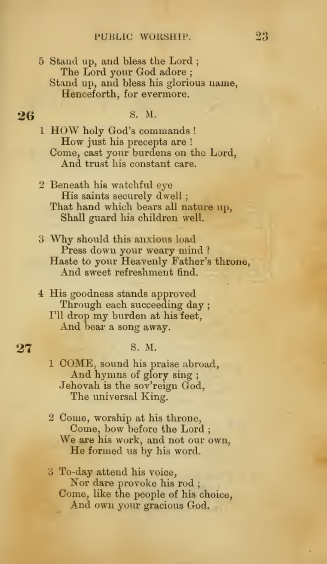 PUBLIC WORSHIP. 23
5 Stand up, and bless the Lord ;
The Lord your God adore ;
Stand up, and bless his glorious name,
Henceforth, for evermore.
26 S. M.
1 HOW holy God's commands !
How just his precepts are !
Come, cast your burdens on the Lord,
And trust his constant care.
2 Beneath his watchful eye
His saints securely dwell ;
That hand which bears all nature up,
Shall guard his children well.
3 Why should this anxious load
Press down your weary mind ?
Haste to your Heavenly Father's throne,
And sweet refreshment find.
4 His goodness stands approved
Through each succeeding day ;
I'll drop my burden at his feet,
And bear a song away.
27 S. M.
1 COME, sound his praise abroad,
And hymns of glory sing ;
Jehovah is the sov'reign God,
The universal King.
2 Come, worship at his throne,
Come, bow before the Lord ;
We are his work, and not our own,
He formed us by his word.
3 To-day attend his voice,
Nor dare provoke his rod ;
Come, like the people of his choice,
And own your gracious God.